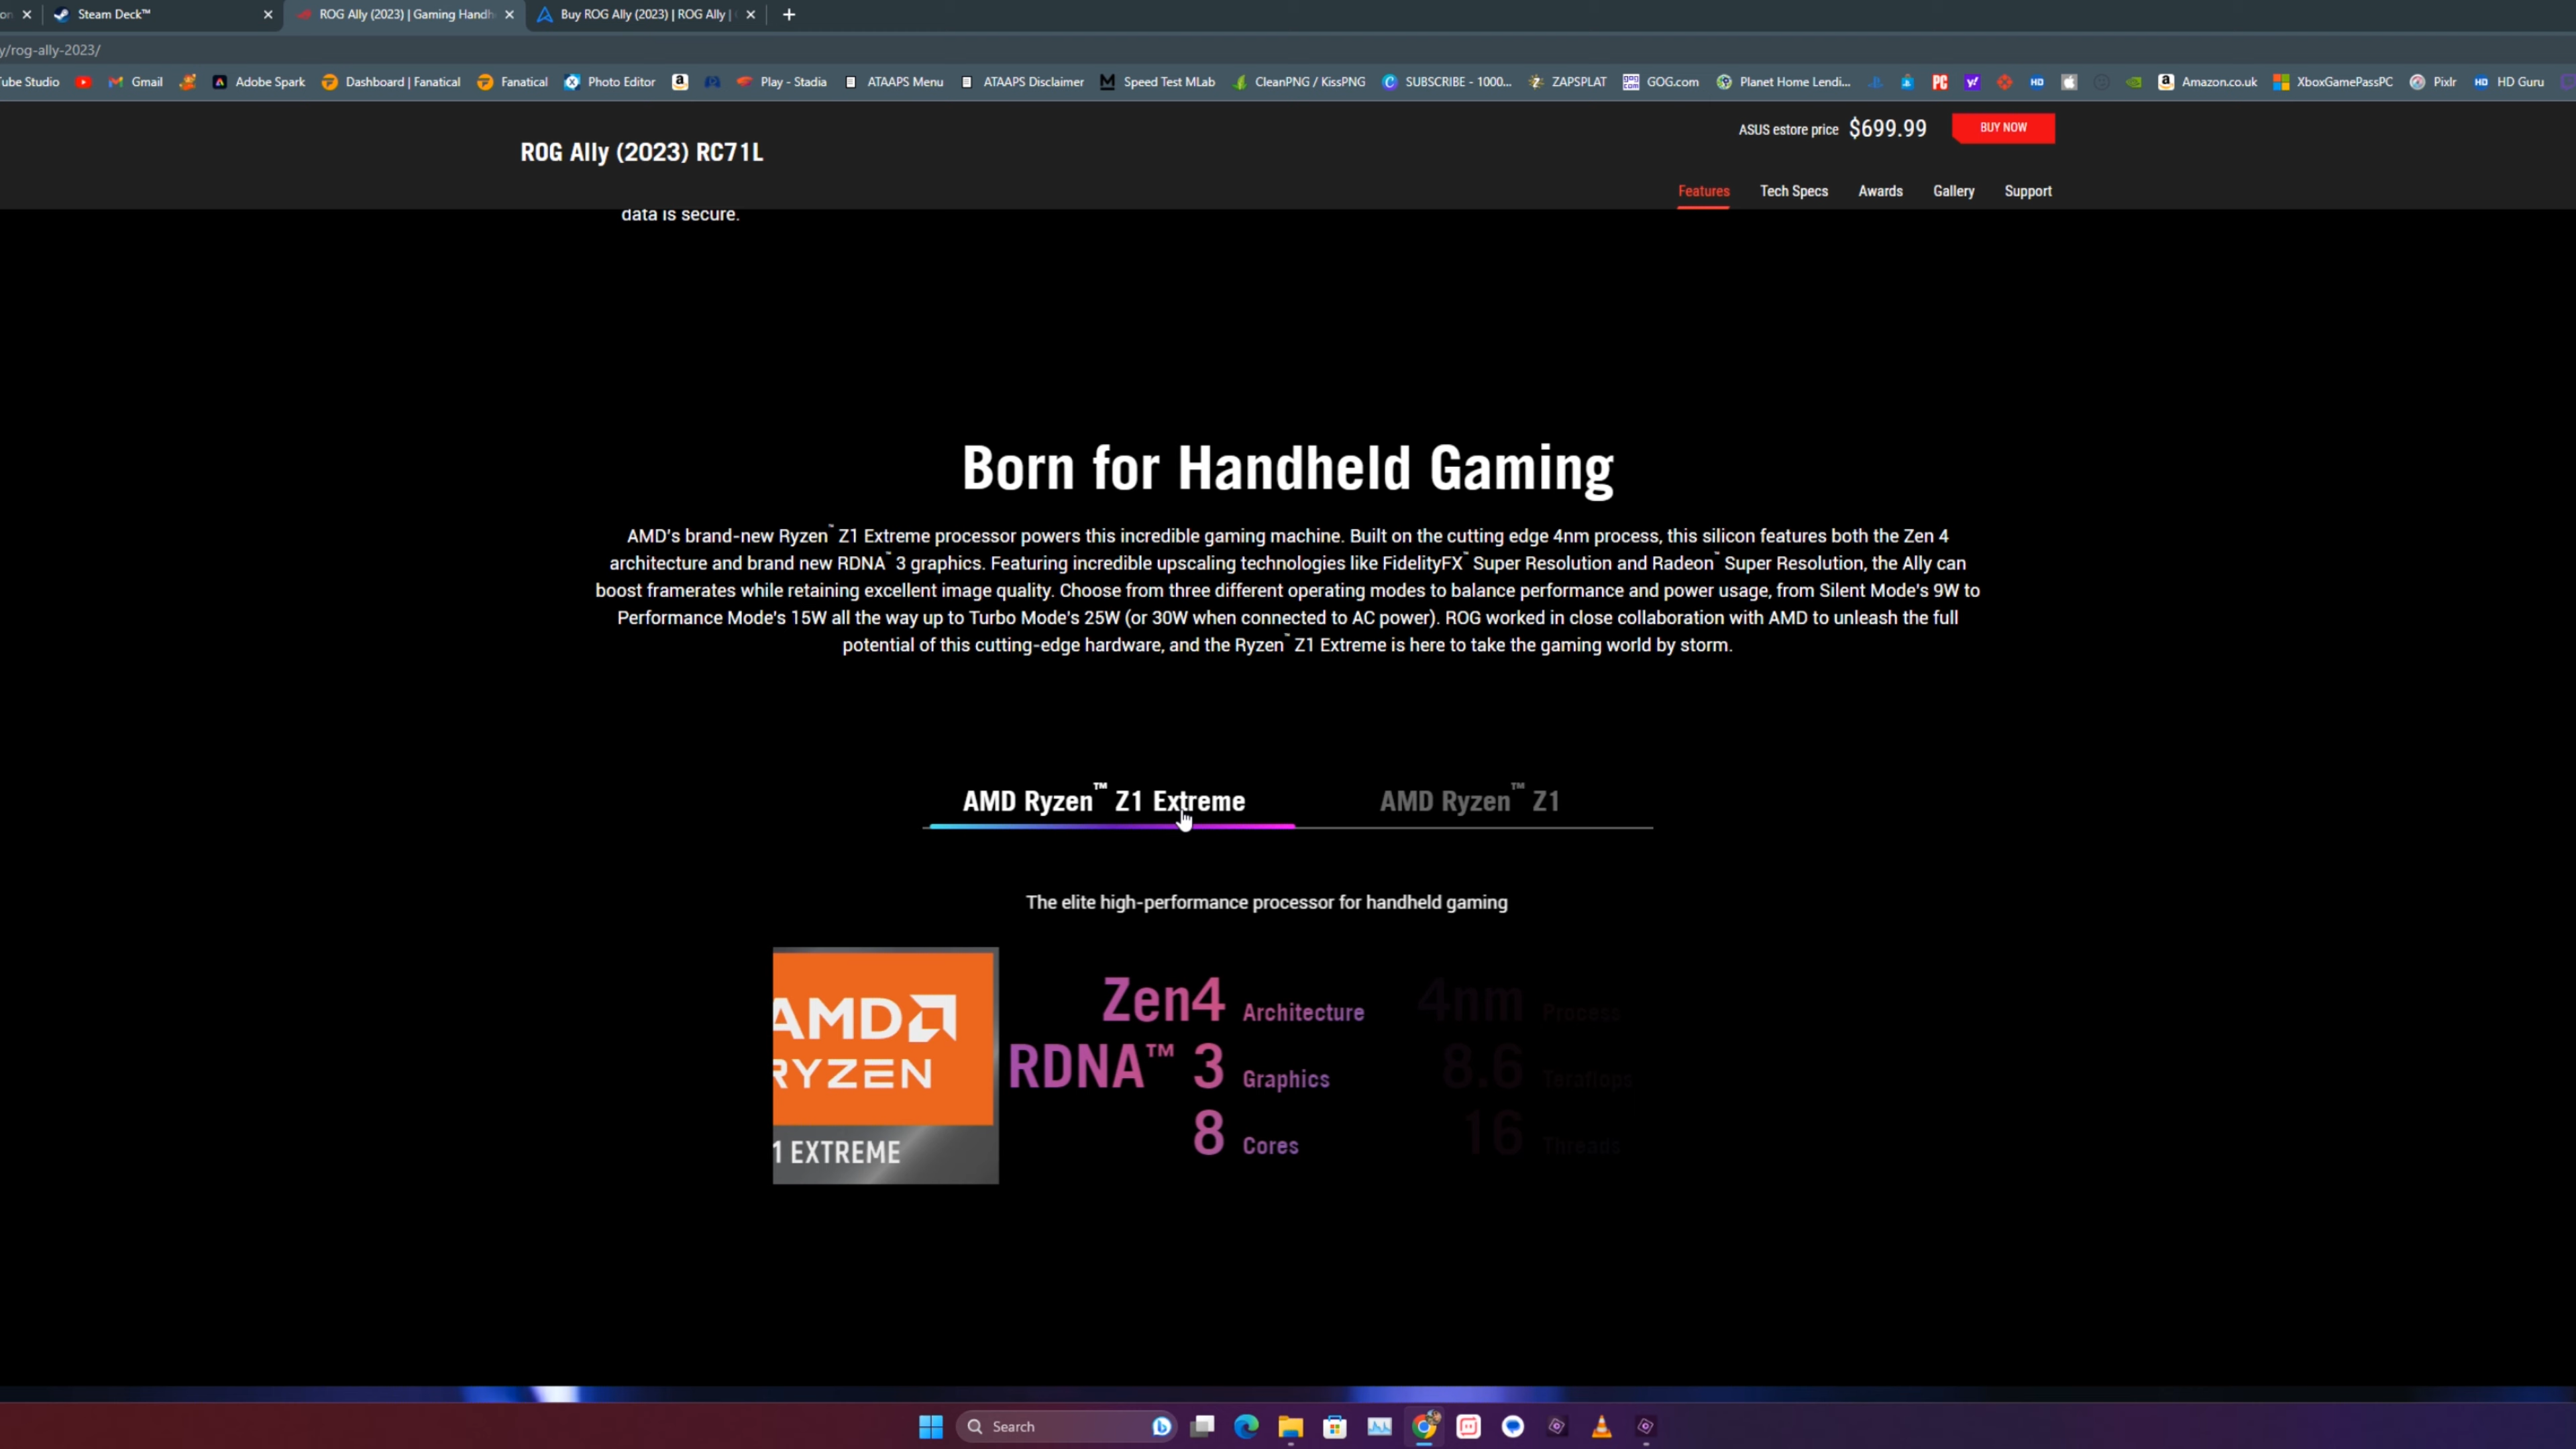 on
Steam Deck™
ROG Ally (2023) | Gaming Handh
Buy ROG Ally (2023) | ROG Ally |
y/rog-ally-2023/
ube Studio Gmail Adobe Spark Dashboard | Fanatical Fanatical Photo Editor Play - Stadia ATAAPS Menu ATAAPS Disclaimer Speed Test MLab CleanPNG / KissPNG SUBSCRIBE - 1000... ZAPSPLAT GOG.com Planet Home Lendi... PC y! HD Amazon.co.uk XboxGamePassPC Pixlr HD HD Guru
ROG Ally (2023) RC71L
ASUS estore price $699.99 BUY NOW
Features Tech Specs Awards Gallery Support
data is secure.
Born for Handheld Gaming
AMD's brand-new Ryzen™ Z1 Extreme processor powers this incredible gaming machine. Built on the cutting edge 4nm process, this silicon features both the Zen 4
architecture and brand new RDNA™ 3 graphics. Featuring incredible upscaling technologies like FidelityFX™ Super Resolution and Radeon™ Super Resolution, the Ally can
boost framerates while retaining excellent image quality. Choose from three different operating modes to balance performance and power usage, from Silent Mode's 9W to
Performance Mode's 15W all the way up to Turbo Mode's 25W (or 30W when connected to AC power). ROG worked in close collaboration with AMD to unleash the full
potential of this cutting-edge hardware, and the Ryzen™ Z1 Extreme is here to take the gaming world by storm.
AMD Ryzen™ Z1 Extreme AMD Ryzen™ Z1
The elite high-performance processor for handheld gaming
AMD
RYZEN
1 EXTREME
Zen4 Architecture 4nm Process
RDNA™ 3 Graphics 8.6 Teraflops
8 Cores 16 Threads
Search